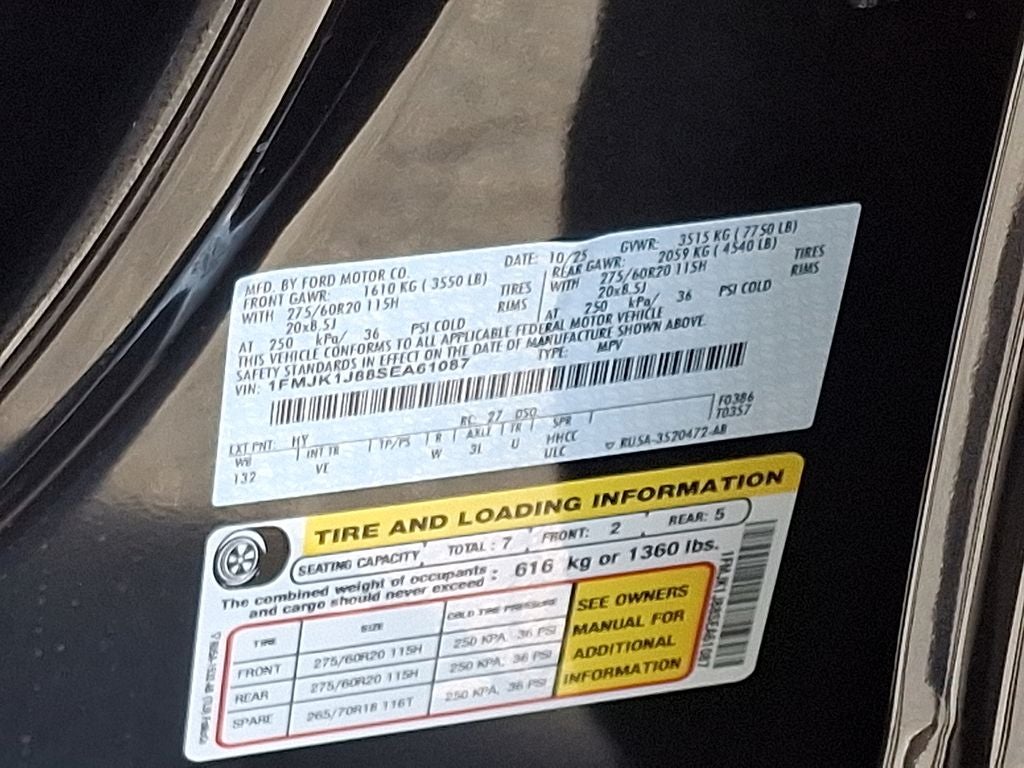 MFD. BY FORD MOTOR CO.
DATE: 10/25 GVWR: 3515 KG ( 7750 LB)
FRONT GAWR: 1610 KG ( 3550 LB)
WITH 275/60R20 115H TIRES
20x8.5J RIMS
AT 250 kPa/ 36 PSI COLD
REAR GAWR: 2059 KG ( 4540 LB)
WITH 275/60R20 115H TIRES
20x8.5J RIMS
AT 250 kPa/ 36 PSI COLD
THIS VEHICLE CONFORMS TO ALL APPLICABLE FEDERAL MOTOR VEHICLE
SAFETY STANDARDS IN EFFECT ON THE DATE OF MANUFACTURE SHOWN ABOVE.
VIN: 1FMJK1J88SEA61087 TYPE: MPV
F0386
T0357
RC: 27 DSO
EXT PNT: HY INT TR TP/PS R AXLE TR SPR
WB VE W 3L U HHCC
132 ULC RUSA-3520472-AB
TIRE AND LOADING INFORMATION
SEATING CAPACITY TOTAL : 7 FRONT: 2 REAR: 5
The combined weight of occupants and cargo should never exceed : 616 kg or 1360 lbs.
TIRE SIZE COLD TIRE PRESSURE
FRONT 275/60R20 115H 250 KPA, 36 PSI
REAR 275/60R20 115H 250 KPA, 36 PSI
SPARE 265/70R18 116T 250 KPA, 36 PSI
SEE OWNERS
MANUAL FOR
ADDITIONAL
INFORMATION
1FMJK1J88SEA61087